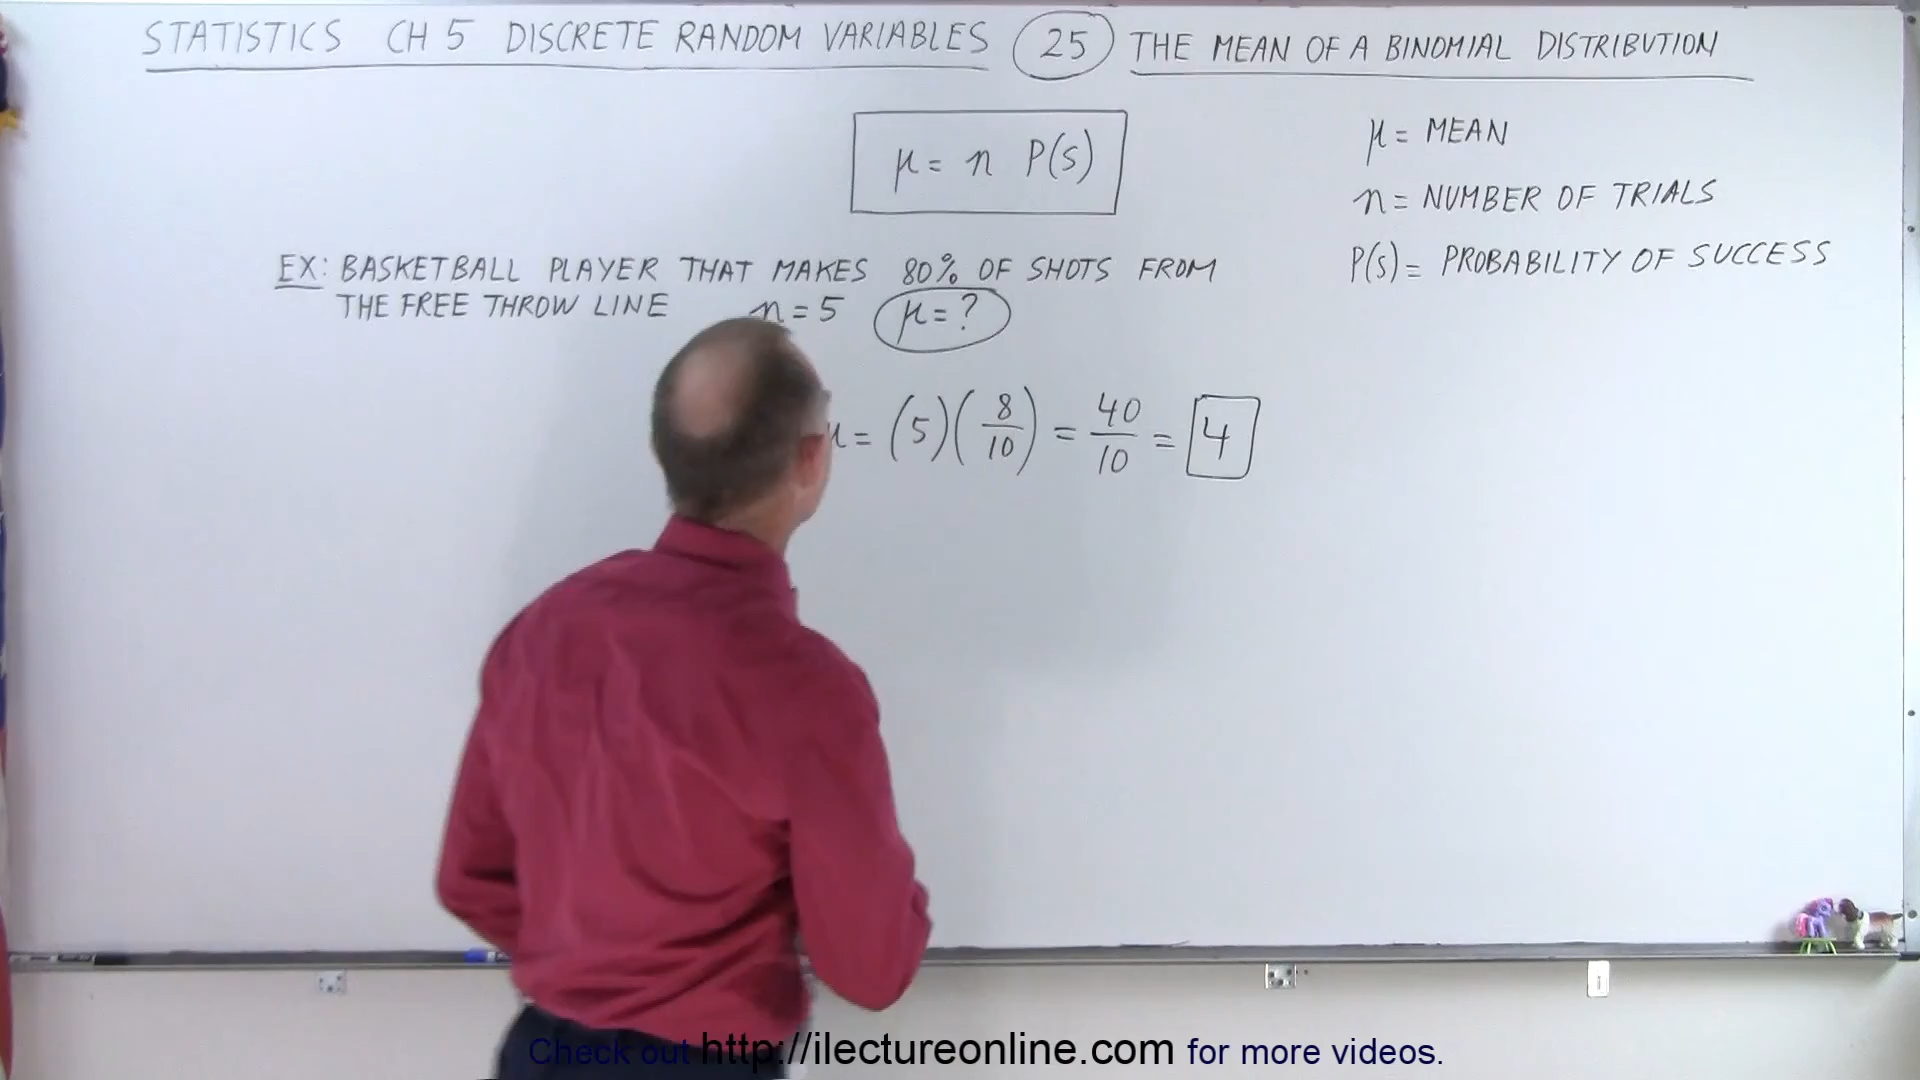 STATISTICS CH 5 DISCRETE RANDOM VARIABLES 25 THE MEAN OF A BINOMIAL DISTRIBUTION
μ = n P(s)
μ = MEAN
n = NUMBER OF TRIALS
P(s) = PROBABILITY OF SUCCESS
EX: BASKETBALL PLAYER THAT MAKES 80% OF SHOTS FROM
THE FREE THROW LINE n = 5 μ = ?
μ = (5)(8/10) = 40/10 = 4
Check out http://ilectureonline.com for more videos.